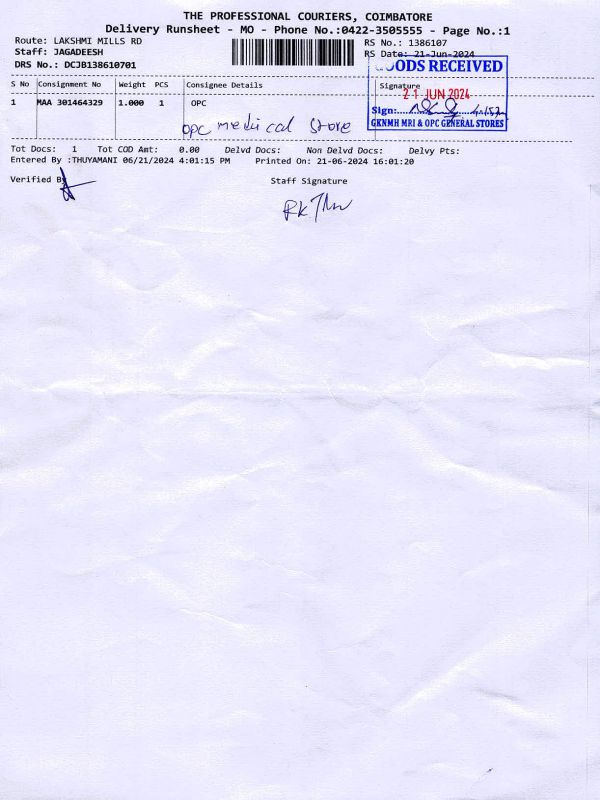 THE PROFESSIONAL COURIERS, COIMBATORE
Delivery Runsheet - MO - Phone No.:0422-3505555 - Page No.:1
Route: LAKSHMI MILLS RD
RS No.: 1386107
Staff: JAGADEESH
RS Date: 21-Jun-2024
DRS No.: DCJB138610701
GOODS RECEIVED
S No Consignment No Weight PCS Consignee Details Signature
21 JUN 2024
1 MAA 301464329 1.000 1 OPC
Sign:
GKNMH MRI & OPC GENERAL STORES
OPC medical store
Tot Docs: 1 Tot COD Amt: 0.00 Delvd Docs: Non Delvd Docs: Delvy Pts:
Entered By :THUYAMANI 06/21/2024 4:01:15 PM Printed On: 21-06-2024 16:01:20
Verified By
Staff Signature